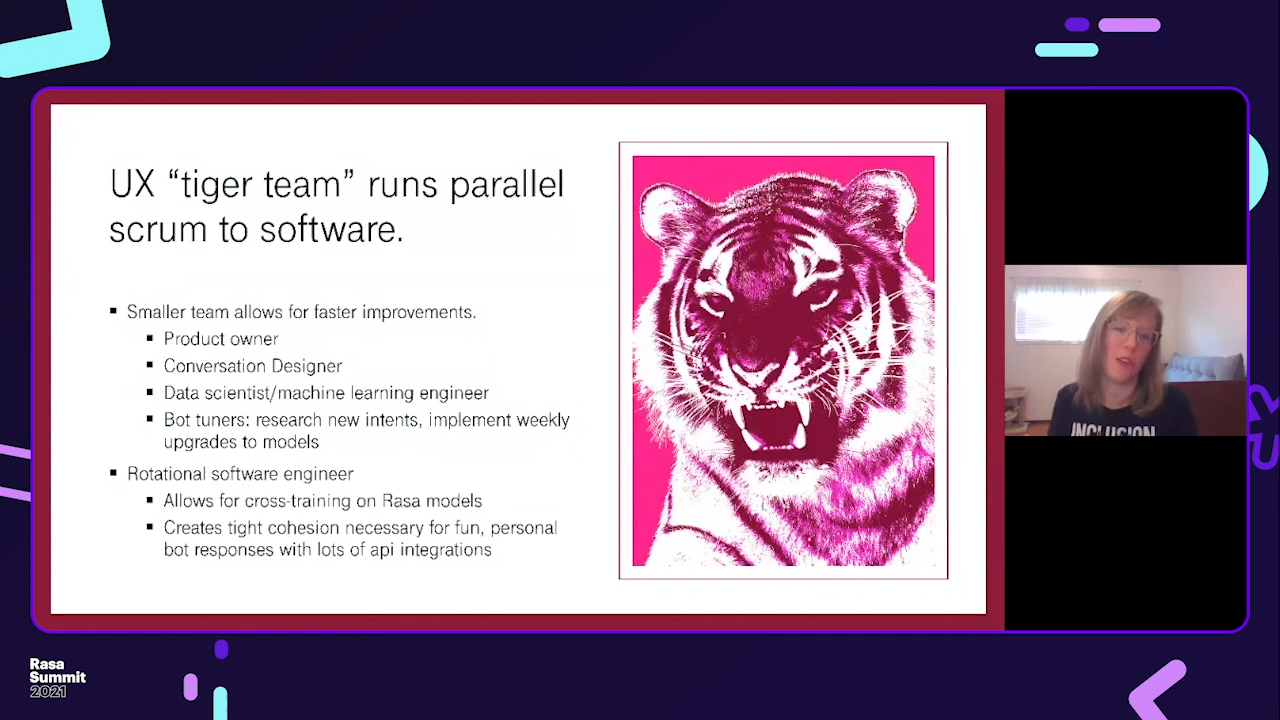 UX “tiger team” runs parallel
scrum to software.
Smaller team allows for faster improvements.
Product owner
Conversation Designer
Data scientist/machine learning engineer
Bot tuners: research new intents, implement weekly
upgrades to models
Rotational software engineer
Allows for cross-training on Rasa models
Creates tight cohesion necessary for fun, personal
bot responses with lots of api integrations
INCLUSION
Rasa
Summit
2021